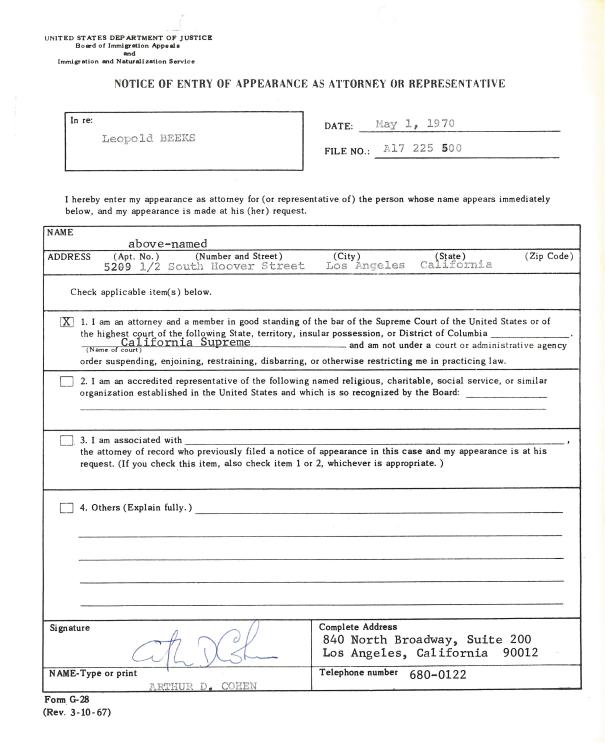 UNITED STATES DEPARTMENT OF JUSTICE
Board of Immigration Appeals
and
Immigration and Naturalization Service
NOTICE OF ENTRY OF APPEARANCE AS ATTORNEY OR REPRESENTATIVE
In re:
Leopold BEEKS
DATE: May 1, 1970
FILE NO.: A17 225 500
I hereby enter my appearance as attorney for (or representative of) the person whose name appears immediately
below, and my appearance is made at his (her) request.
NAME
above-named
ADDRESS (Apt. No.) (Number and Street) (City) (State) (Zip Code)
5209 1/2 South Hoover Street Los Angeles California
Check applicable item(s) below.
X 1. I am an attorney and a member in good standing of the bar of the Supreme Court of the United States or of
the highest court of the following State, territory, insular possession, or District of Columbia
California Supreme and am not under a court or administrative agency
(Name of court)
order suspending, enjoining, restraining, disbarring, or otherwise restricting me in practicing law.
2. I am an accredited representative of the following named religious, charitable, social service, or similar
organization established in the United States and which is so recognized by the Board:
3. I am associated with ,
the attorney of record who previously filed a notice of appearance in this case and my appearance is at his
request. (If you check this item, also check item 1 or 2, whichever is appropriate. )
4. Others (Explain fully. )
Signature
Complete Address
840 North Broadway, Suite 200
Los Angeles, California 90012
NAME-Type or print
ARTHUR D. COHEN
Telephone number 680-0122
Form G-28
(Rev. 3-10-67)